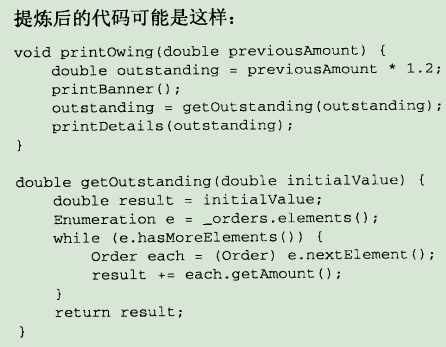 提炼后的代码可能是这样：
void printOwing(double previousAmount) {
    double outstanding = previousAmount * 1.2;
    printBanner();
    outstanding = getOutstanding(outstanding);
    printDetails(outstanding);
}
double getOutstanding(double initialValue) {
    double result = initialValue;
    Enumeration e = _orders.elements();
    while (e.hasMoreElements()) {
        Order each = (Order) e.nextElement();
        result += each.getAmount();
    }
    return result;
}